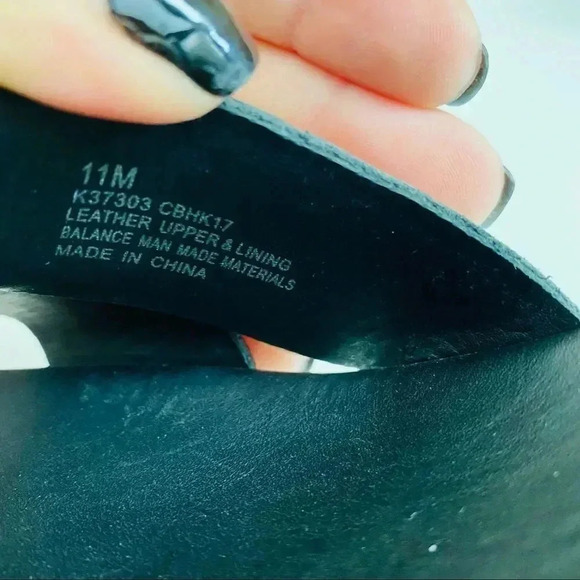 11M
K37303 CBHK17
LEATHER UPPER & LINING
BALANCE MAN MADE MATERIALS
MADE IN CHINA